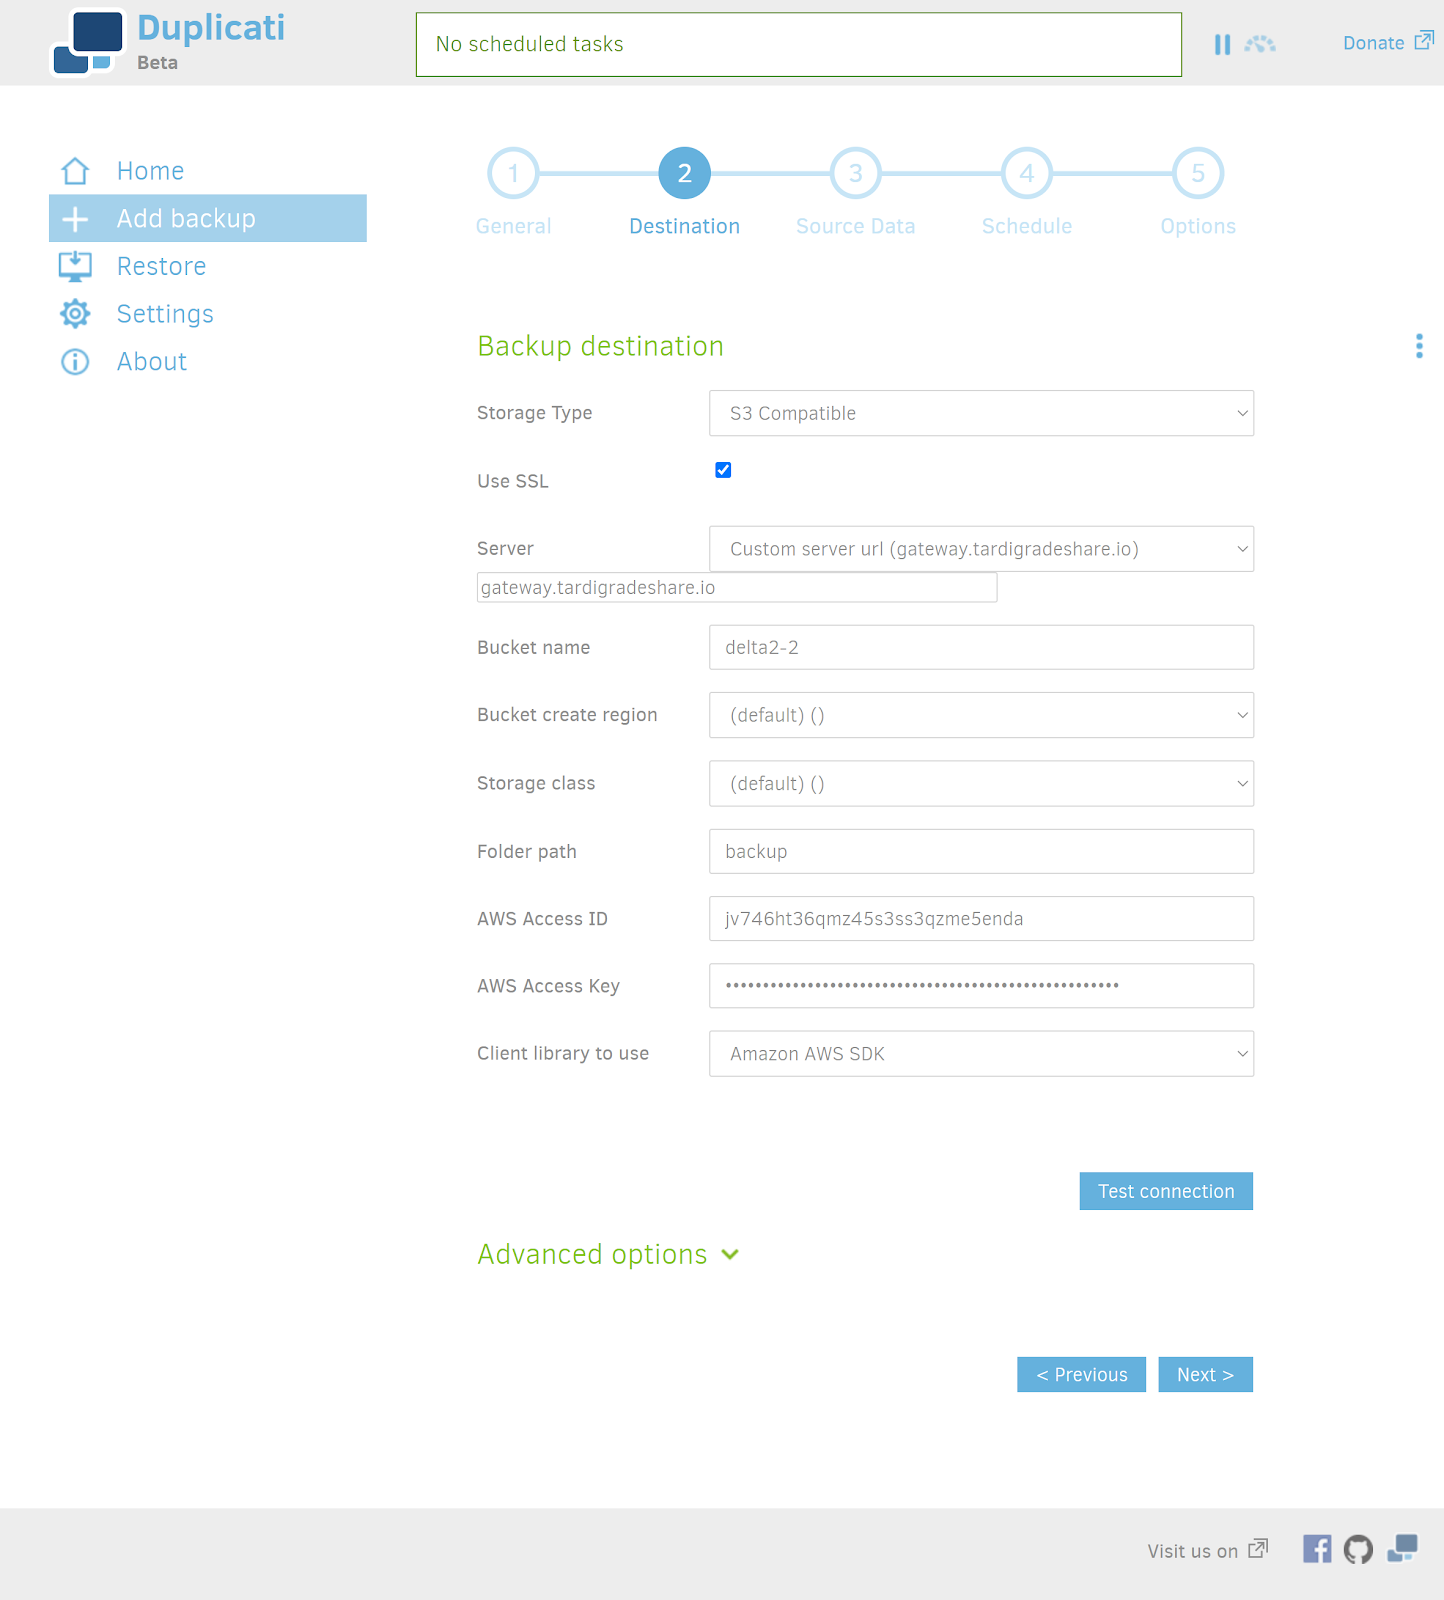 Duplicati
Beta
No scheduled tasks
Donate
Home
Add backup
Restore
Settings
About
1 2 3 4 5
General Destination Source Data Schedule Options
Backup destination
Storage Type S3 Compatible
Use SSL
Server Custom server url (gateway.tardigradeshare.io)
gateway.tardigradeshare.io
Bucket name delta2-2
Bucket create region (default) ()
Storage class (default) ()
Folder path backup
AWS Access ID jv746ht36qmz45s3ss3qzme5enda
AWS Access Key
Client library to use Amazon AWS SDK
Test connection
Advanced options
< Previous Next >
Visit us on